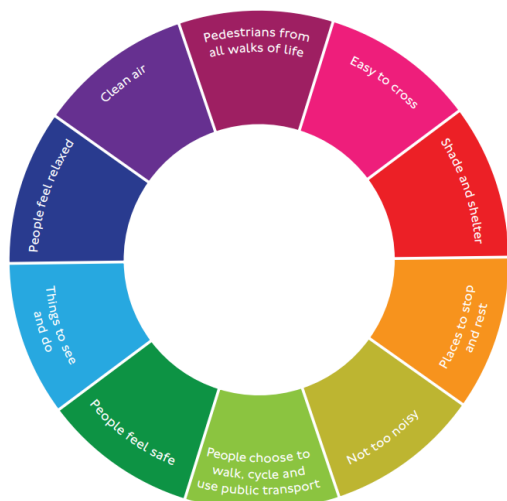 Pedestrians from
all walks of life
Easy to cross
Shade and shelter
Places to stop
and rest
Not too noisy
People choose to
walk, cycle and
use public transport
People feel safe
Things to see
and do
People feel relaxed
Clean air